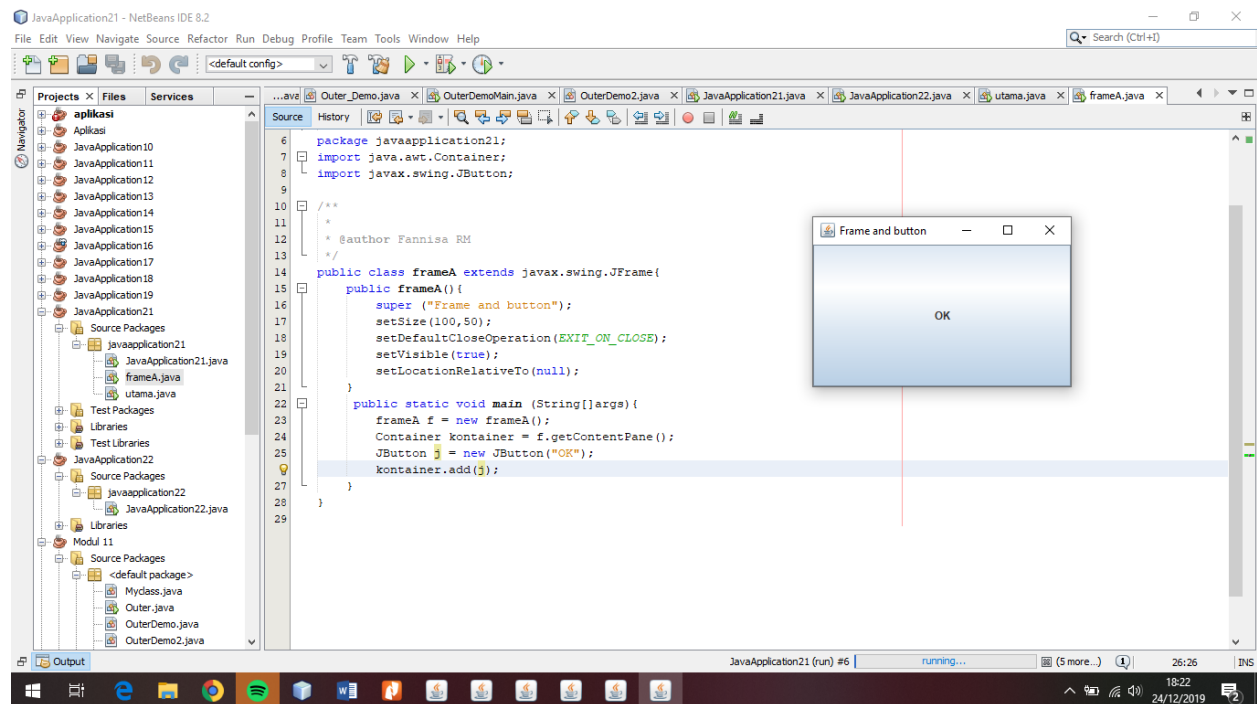 JavaApplication21 - NetBeans IDE 8.2
File Edit View Navigate Source Refactor Run Debug Profile Team Tools Window Help
Search (Ctrl+I)
<default config>
Projects Files Services
...ava Outer_Demo.java OuterDemoMain.java OuterDemo2.java JavaApplication21.java JavaApplication22.java utama.java frameA.java
Source History
Navigator
aplikasi
Aplikasi
JavaApplication10
JavaApplication11
JavaApplication12
JavaApplication13
JavaApplication14
JavaApplication15
JavaApplication16
JavaApplication17
JavaApplication18
JavaApplication19
JavaApplication21
Source Packages
javaapplication21
JavaApplication21.java
frameA.java
utama.java
Test Packages
Libraries
Test Libraries
JavaApplication22
Source Packages
javaapplication22
JavaApplication22.java
Libraries
Modul 11
Source Packages
<default package>
Myclass.java
Outer.java
OuterDemo.java
OuterDemo2.java
6 package javaapplication21;
7 import java.awt.Container;
8 import javax.swing.JButton;
9
10 /**
11 *
12 * @author Fannisa RM
13 */
14 public class frameA extends javax.swing.JFrame{
15 public frameA(){
16 super ("Frame and button");
17 setSize(100,50);
18 setDefaultCloseOperation(EXIT_ON_CLOSE);
19 setVisible(true);
20 setLocationRelativeTo(null);
21 }
22 public static void main (String[]args){
23 frameA f = new frameA();
24 Container kontainer = f.getContentPane();
25 JButton j = new JButton("OK");
kontainer.add(j);
27 }
28 }
29
Frame and button
OK
Output
JavaApplication21 (run) #6 running... (5 more...) 1 26:26 INS
18:22
24/12/2019
2